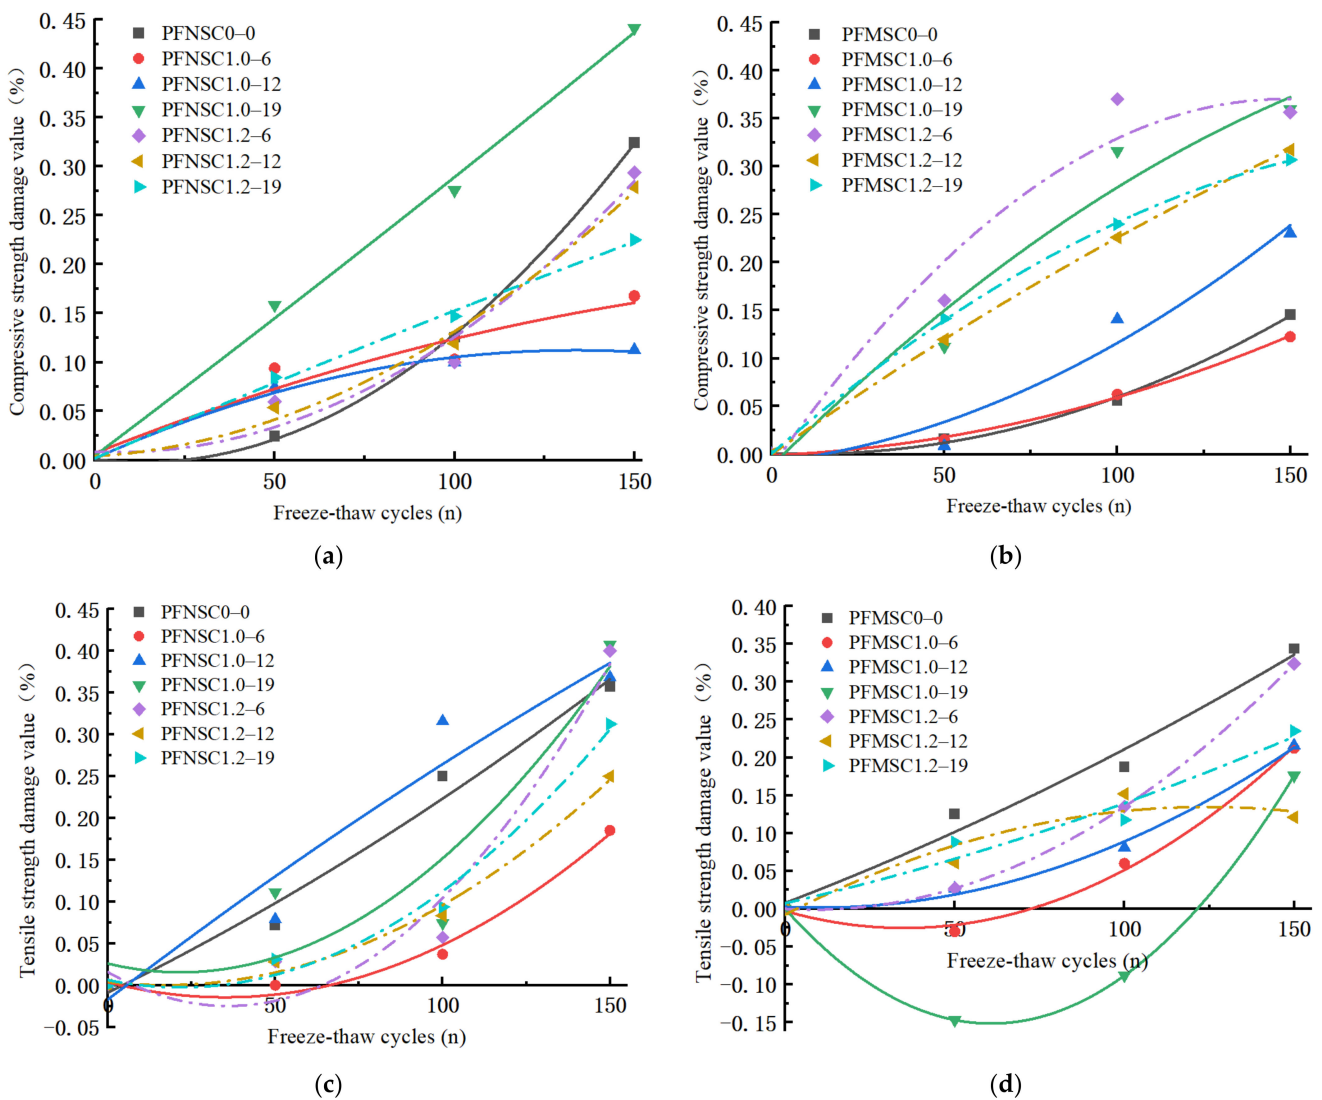 0. 45
0. 40
0. 35
0. 30
0. 25
0. 20
0. 15
0. 10
0. 05
0. 00
Compressive strength damage value（%）
PFNSC0–0
PFNSC1.0–6
PFNSC1.0–12
PFNSC1.0–19
PFNSC1.2–6
PFNSC1.2–12
PFNSC1.2–19
0 50 100 150
Freeze-thaw cycles (n)
(a)
0. 45
0. 40
0. 35
0. 30
0. 25
0. 20
0. 15
0. 10
0. 05
0. 00
Compressive strength damage value（%）
PFMSC0–0
PFMSC1.0–6
PFMSC1.0–12
PFMSC1.0–19
PFMSC1.2–6
PFMSC1.2–12
PFMSC1.2–19
0 50 100 150
Freeze-thaw cycles (n)
(b)
0. 45
0. 40
0. 35
0. 30
0. 25
0. 20
0. 15
0. 10
0. 05
0. 00
−0. 05
Tensile strength damage value（%）
PFNSC0–0
PFNSC1.0–6
PFNSC1.0–12
PFNSC1.0–19
PFNSC1.2–6
PFNSC1.2–12
PFNSC1.2–19
0 50 100 150
Freeze-thaw cycles (n)
(c)
0. 40
0. 35
0. 30
0. 25
0. 20
0. 15
0. 10
0. 05
0. 00
−0. 05
−0. 10
−0. 15
Tensile strength damage value（%）
PFMSC0–0
PFMSC1.0–6
PFMSC1.0–12
PFMSC1.0–19
PFMSC1.2–6
PFMSC1.2–12
PFMSC1.2–19
0 50 100 150
Freeze-thaw cycles (n)
(d)